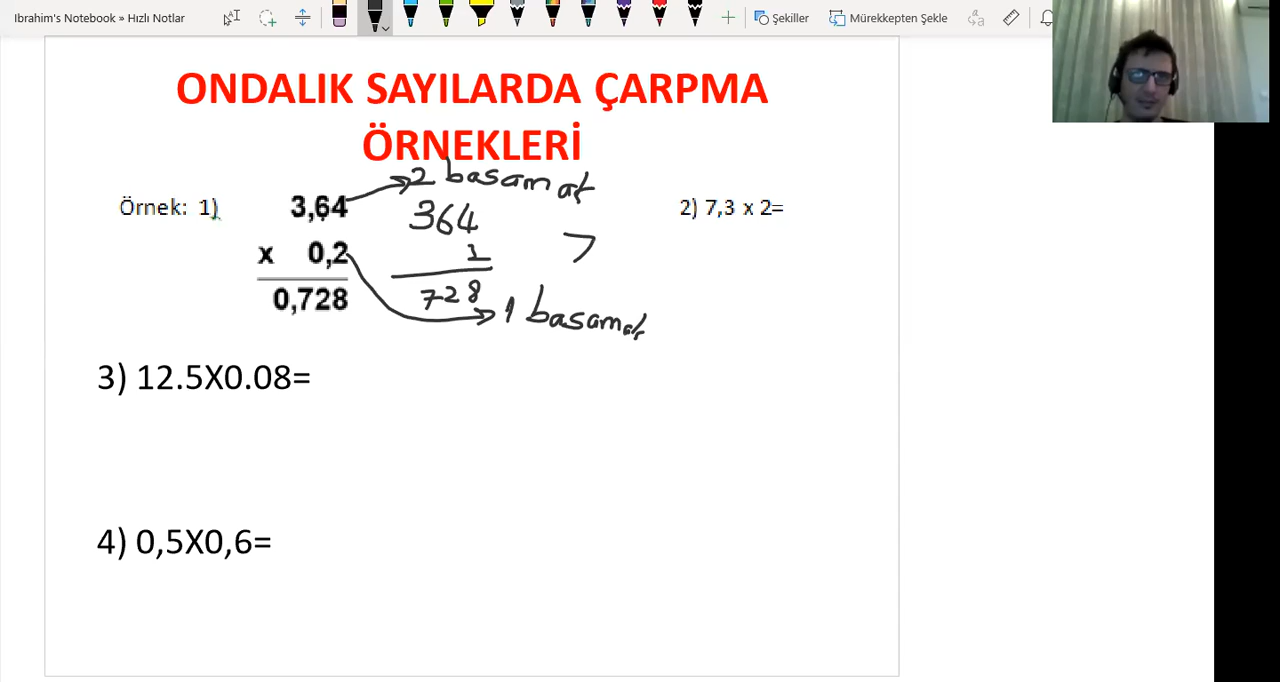 Ibrahim's Notebook » Hızlı Notlar
Şekiller
Mürekkepten Şekle
ONDALIK SAYILARDA ÇARPMA
ÖRNEKLERİ
2 basamak
Örnek: 1)
3,64
x 0,2
0,728
364
2
728
1 basamak
2) 7,3 x 2=
3) 12.5X0.08=
4) 0,5X0,6=